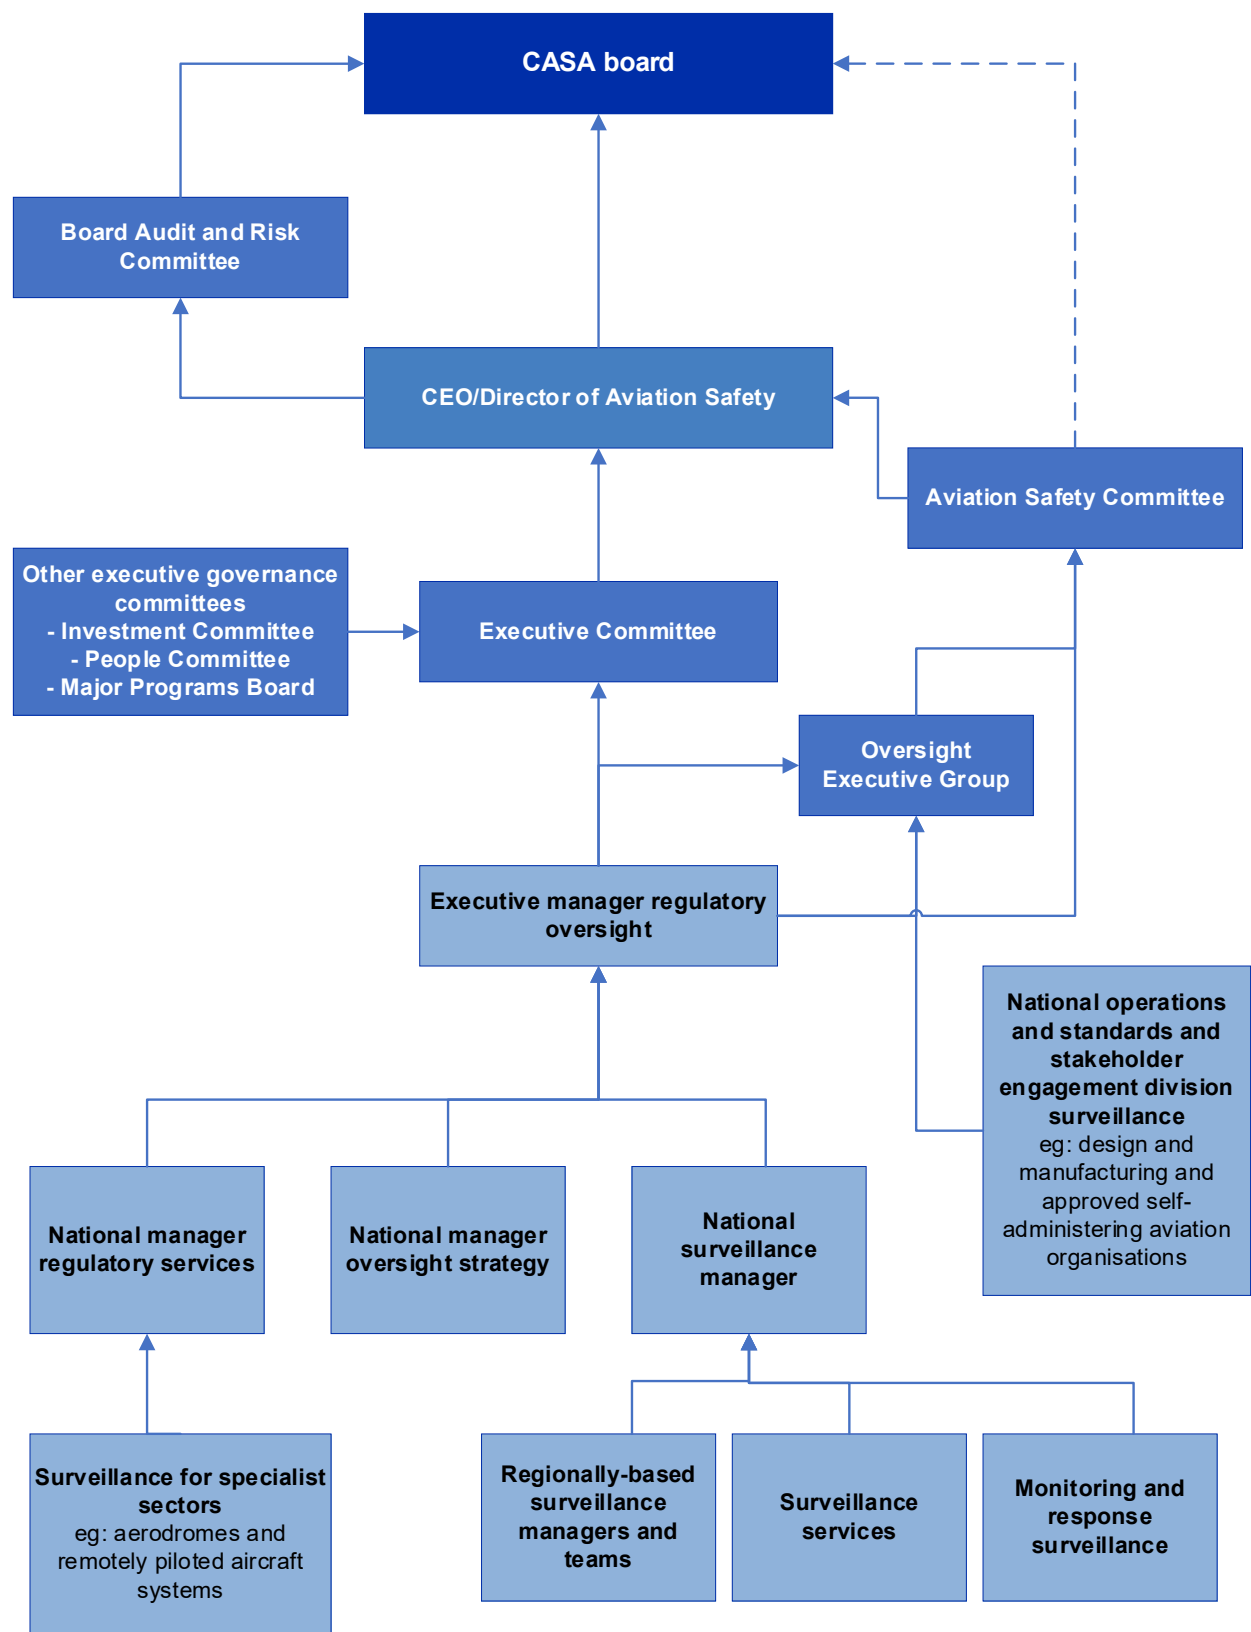 CASA board
Board Audit and Risk
Committee
CEO/Director of Aviation Safety
Aviation Safety Committee
Other executive governance
committees
- Investment Committee
- People Committee
- Major Programs Board
Executive Committee
Oversight
Executive Group
Executive manager regulatory
oversight
National operations
and standards and
stakeholder
engagement division
surveillance
eg: design and
manufacturing and
approved self-
administering aviation
organisations
National manager
regulatory services
National manager
oversight strategy
National
surveillance
manager
Surveillance for specialist
sectors
eg: aerodromes and
remotely piloted aircraft
systems
Regionally-based
surveillance
managers and
teams
Surveillance
services
Monitoring and
response
surveillance